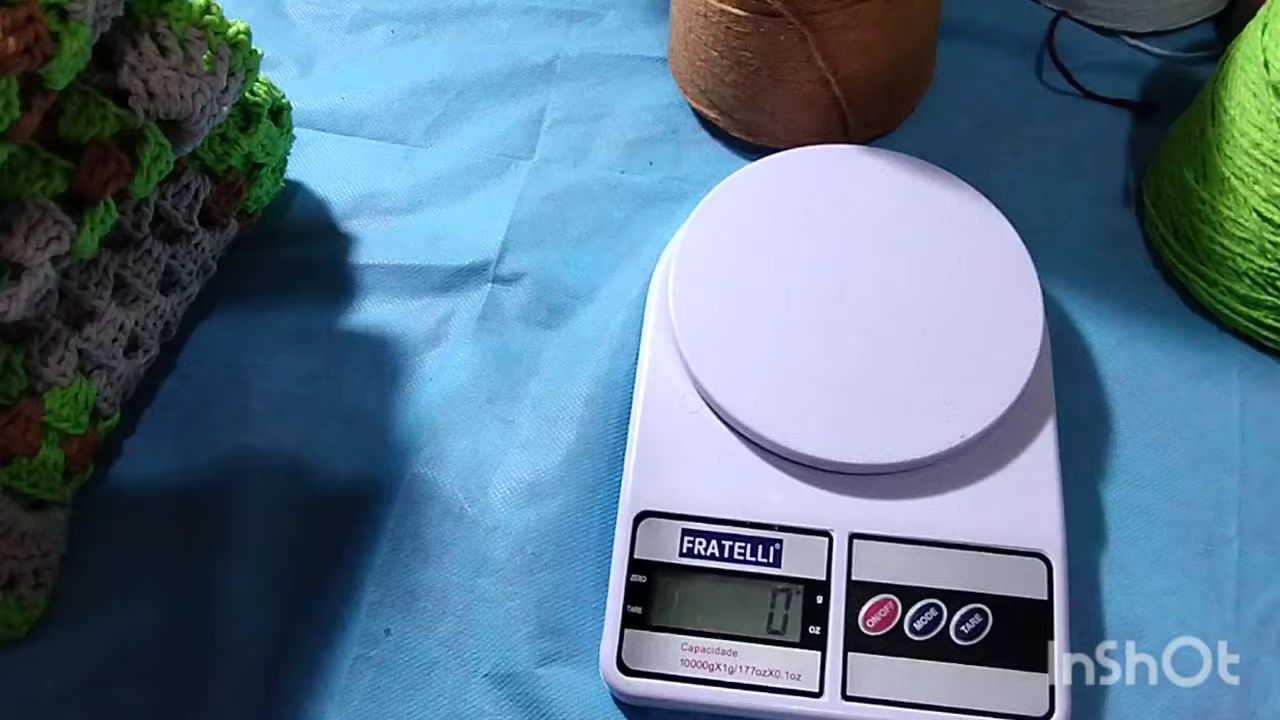 FRATELLI®
ZERO
g
TARE
oz
Capacidade
10000gX1g/177ozX0.1oz
0
ON/OFF
MODE
TARE
InShOt